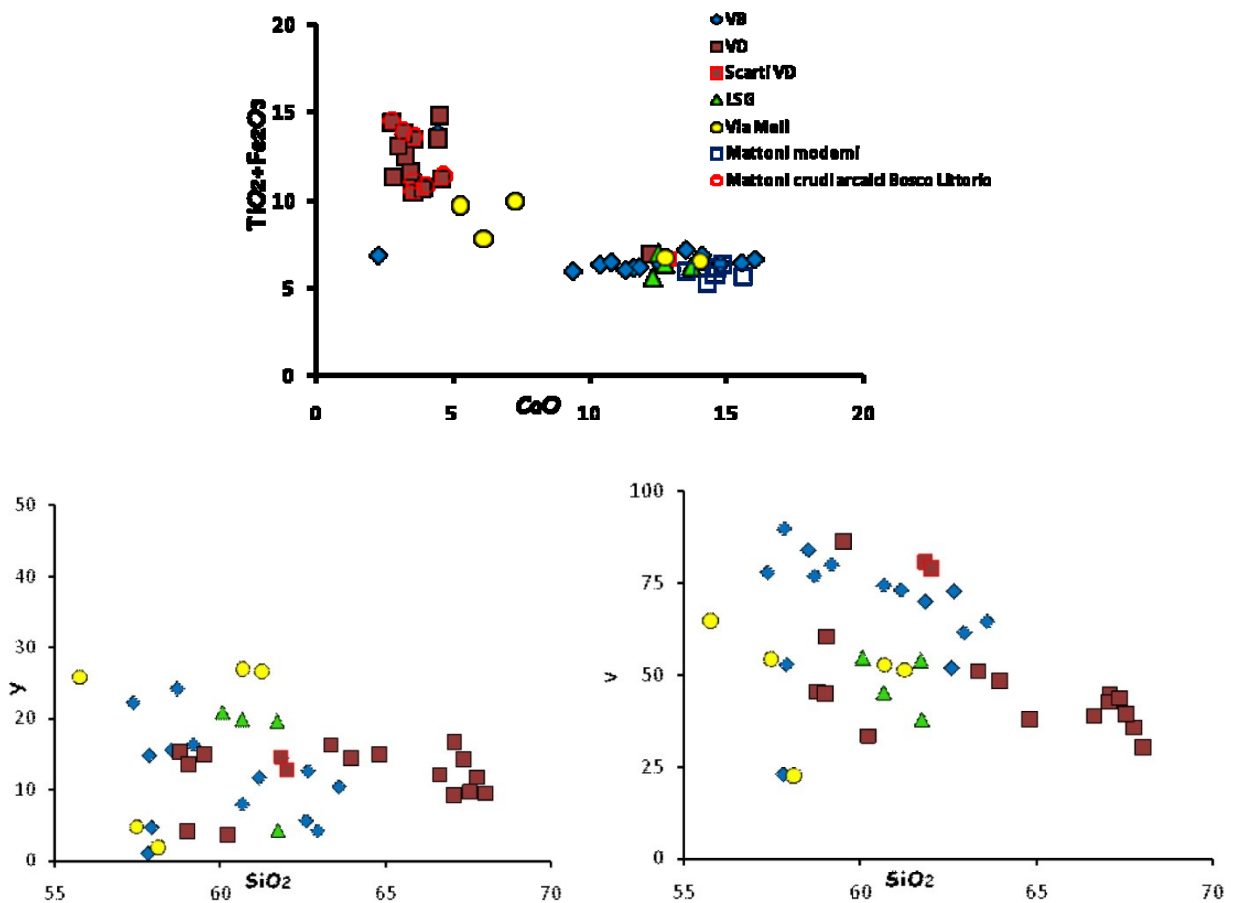 20
15
10
5
0
TiO2+Fe2O3
0 5 10 15 20
CaO
VB
VD
Scarti VD
LSG
Via Meli
Mattoni moderni
Mattoni crudi arcaici Bosco Littorio
50
40
30
20
10
0
Y
55 60 65 70
SiO2
100
75
50
25
0
V
55 60 65 70
SiO2